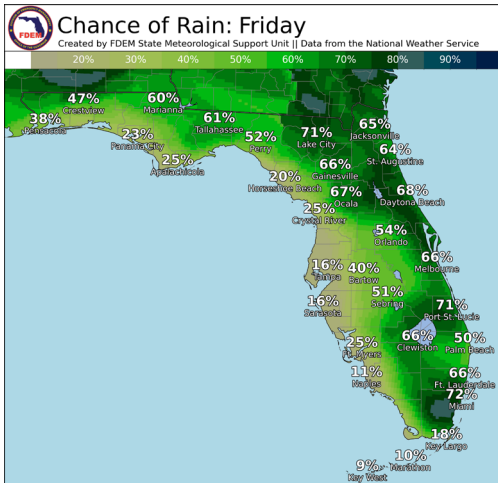 FDEM
Chance of Rain: Friday
Created by FDEM State Meteorological Support Unit || Data from the National Weather Service
20% 30% 40% 50% 60% 70% 80% 90%
47%
Crestview
60%
Marianna
38%
Pensacola
23%
Panama City
61%
Tallahassee
52%
Perry
71%
Lake City
65%
Jacksonville
64%
St. Augustine
25%
Apalachicola
20%
Horseshoe Beach
66%
Gainesville
67%
Ocala
68%
Daytona Beach
25%
Crystal River
54%
Orlando
16%
Tampa
40%
Bartow
66%
Melbourne
16%
Sarasota
51%
Sebring
71%
Port St. Lucie
25%
Ft. Myers
66%
Clewiston
50%
Palm Beach
11%
Naples
66%
Ft. Lauderdale
72%
Miami
18%
Key Largo
10%
Marathon
9%
Key West